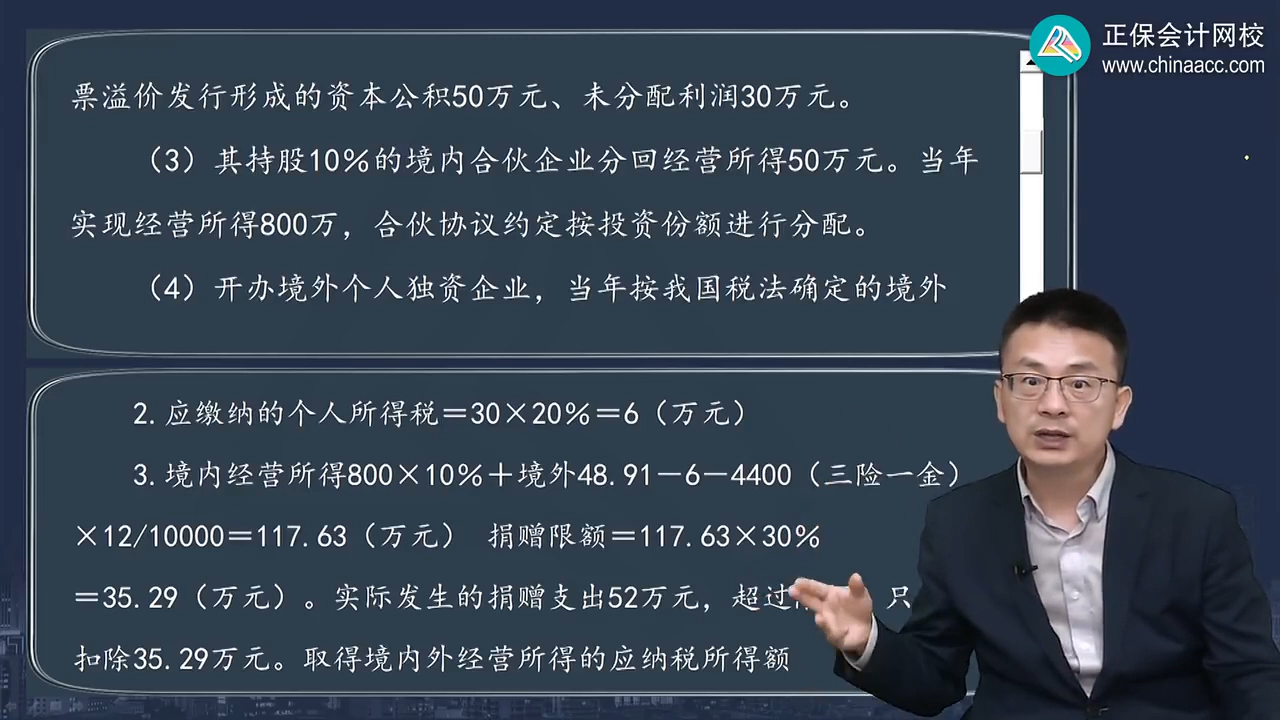 正保会计网校
www.chinaacc.com
票溢价发行形成的资本公积50万元、未分配利润30万元。
（3）其持股10%的境内合伙企业分回经营所得50万元。当年
实现经营所得800万，合伙协议约定按投资份额进行分配。
（4）开办境外个人独资企业，当年按我国税法确定的境外
2.应缴纳的个人所得税＝30×20%＝6（万元）
3.境内经营所得800×10%＋境外48.91－6－4400（三险一金）
×12/10000＝117.63（万元） 捐赠限额＝117.63×30%
＝35.29（万元）。实际发生的捐赠支出52万元，超过 只
扣除35.29万元。取得境内外经营所得的应纳税所得额